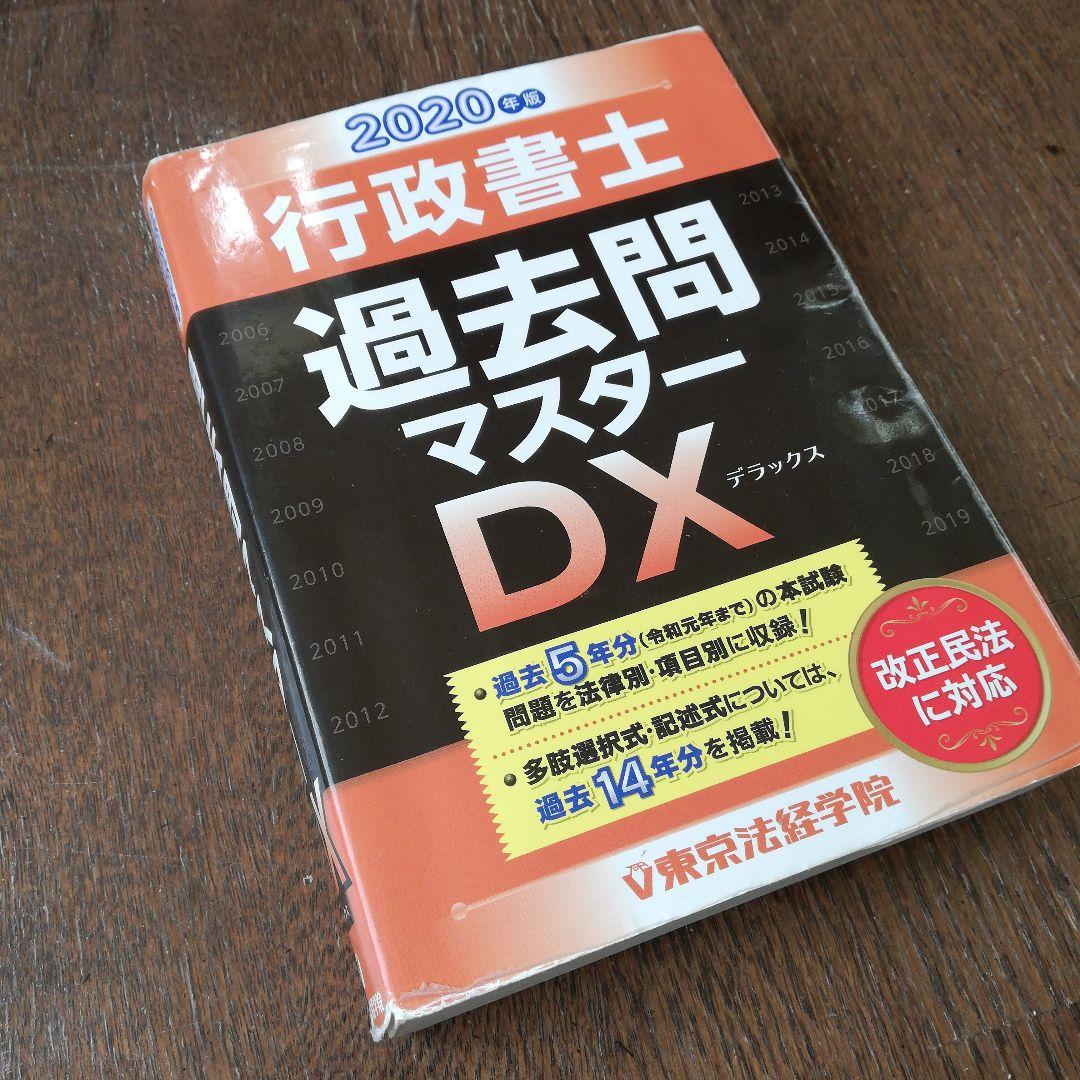 2020年版
行政書士
過去問
マスター
DX
デラックス
2006
2007
2008
2009
2010
2011
2012
2013
2014
2015
2016
2017
2018
2019
・過去5年分(令和元年まで)の本試験
問題を法律別・項目別に収録!
・多肢選択式・記述式については、
過去14年分を掲載!
改正民法
に対応
東京法経学院